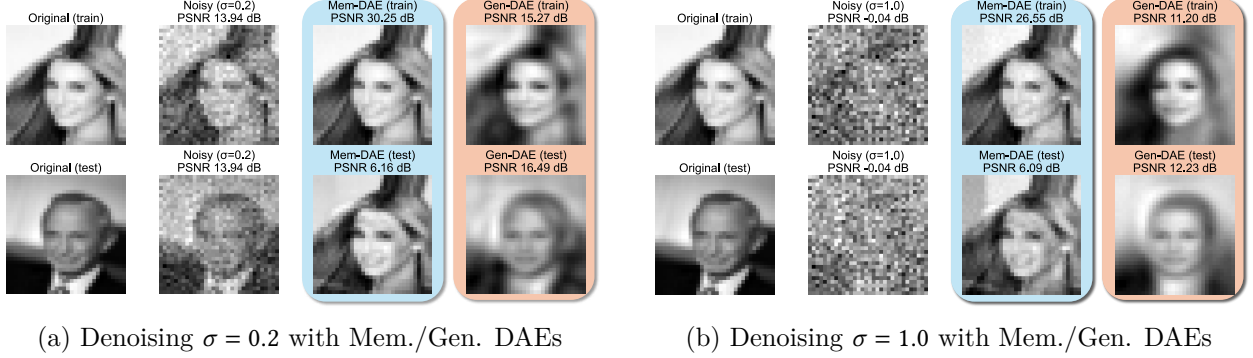 Original (train)
Noisy (σ=0.2)
PSNR 13.94 dB
Mem-DAE (train)
PSNR 30.25 dB
Gen-DAE (train)
PSNR 15.27 dB
Original (test)
Noisy (σ=0.2)
PSNR 13.94 dB
Mem-DAE (test)
PSNR 6.16 dB
Gen-DAE (test)
PSNR 16.49 dB
(a) Denoising σ = 0.2 with Mem./Gen. DAEs
Original (train)
Noisy (σ=1.0)
PSNR -0.04 dB
Mem-DAE (train)
PSNR 26.55 dB
Gen-DAE (train)
PSNR 11.20 dB
Original (test)
Noisy (σ=1.0)
PSNR -0.04 dB
Mem-DAE (test)
PSNR 6.09 dB
Gen-DAE (test)
PSNR 12.23 dB
(b) Denoising σ = 1.0 with Mem./Gen. DAEs